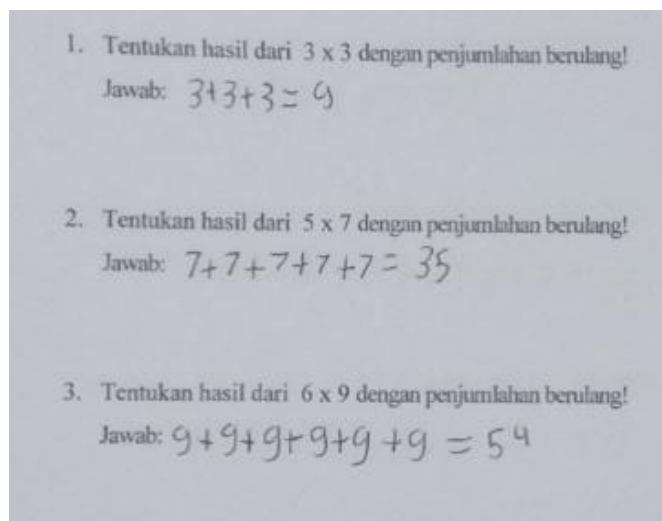 1. Tentukan hasil dari 3 x 3 dengan penjumlahan berulang!
Jawab: 3+3+3=9
2. Tentukan hasil dari 5 x 7 dengan penjumlahan berulang!
Jawab: 7+7+7+7+7=35
3. Tentukan hasil dari 6 x 9 dengan penjumlahan berulang!
Jawab: 9+9+9+9+9+9=54